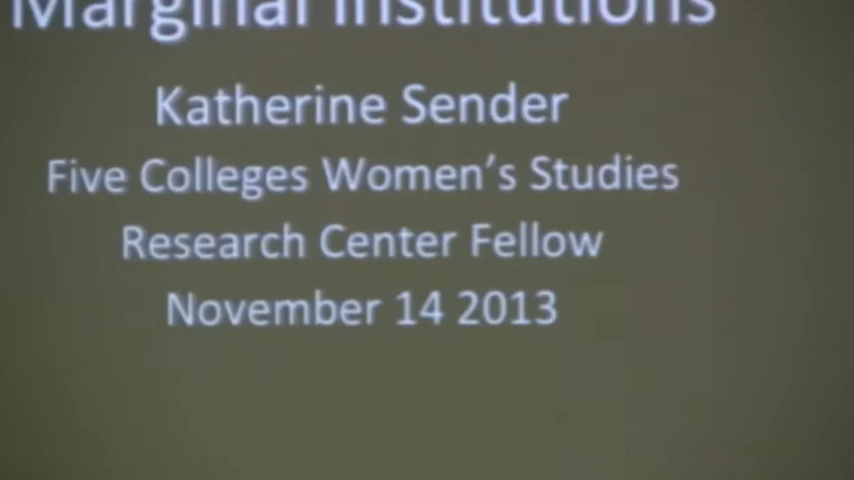 Marginal Institutions
Katherine Sender
Five Colleges Women's Studies
Research Center Fellow
November 14 2013